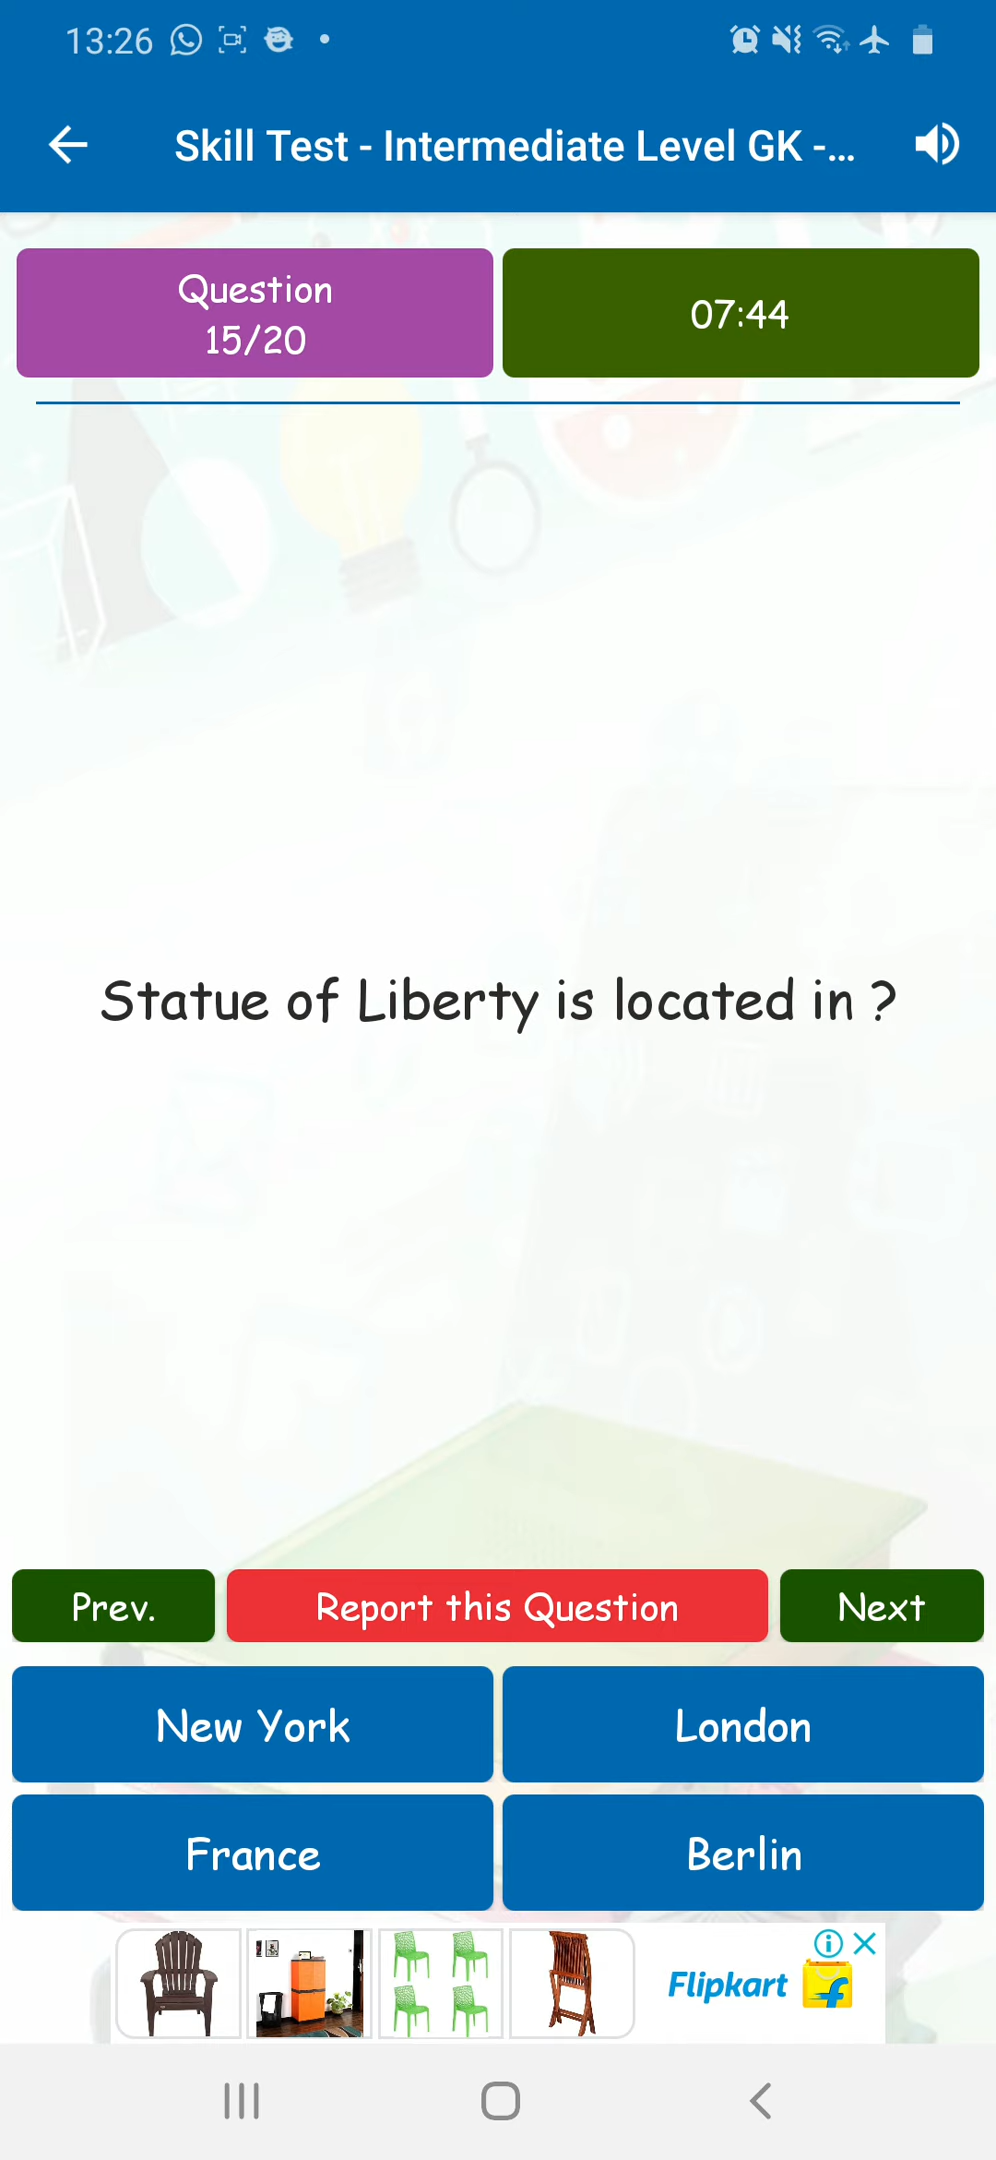 13:26
Skill Test - Intermediate Level GK -...
Question
15/20
07:44
Statue of Liberty is located in ?
Prev.
Report this Question
Next
New York
London
France
Berlin
Flipkart